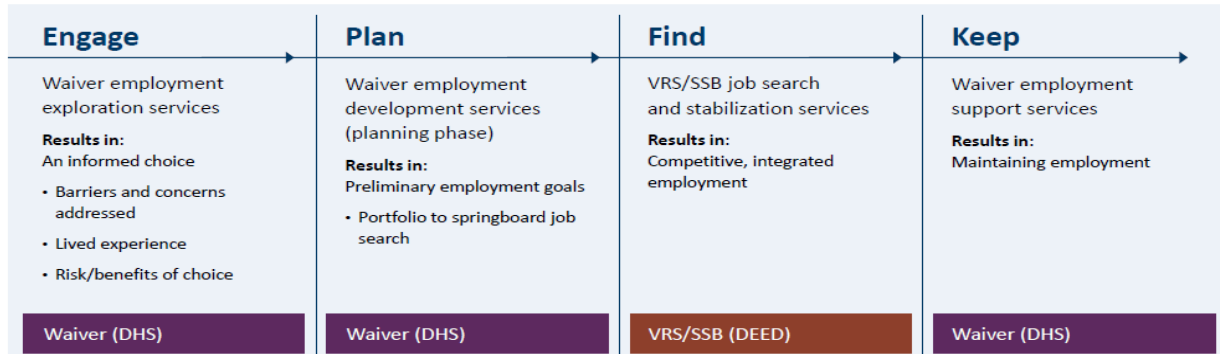 Engage
Waiver employment
exploration services
Results in:
An informed choice
• Barriers and concerns
addressed
• Lived experience
• Risk/benefits of choice
Waiver (DHS)
Plan
Waiver employment
development services
(planning phase)
Results in:
Preliminary employment goals
• Portfolio to springboard job
search
Waiver (DHS)
Find
VRS/SSB job search
and stabilization services
Results in:
Competitive, integrated
employment
VRS/SSB (DEED)
Keep
Waiver employment
support services
Results in:
Maintaining employment
Waiver (DHS)